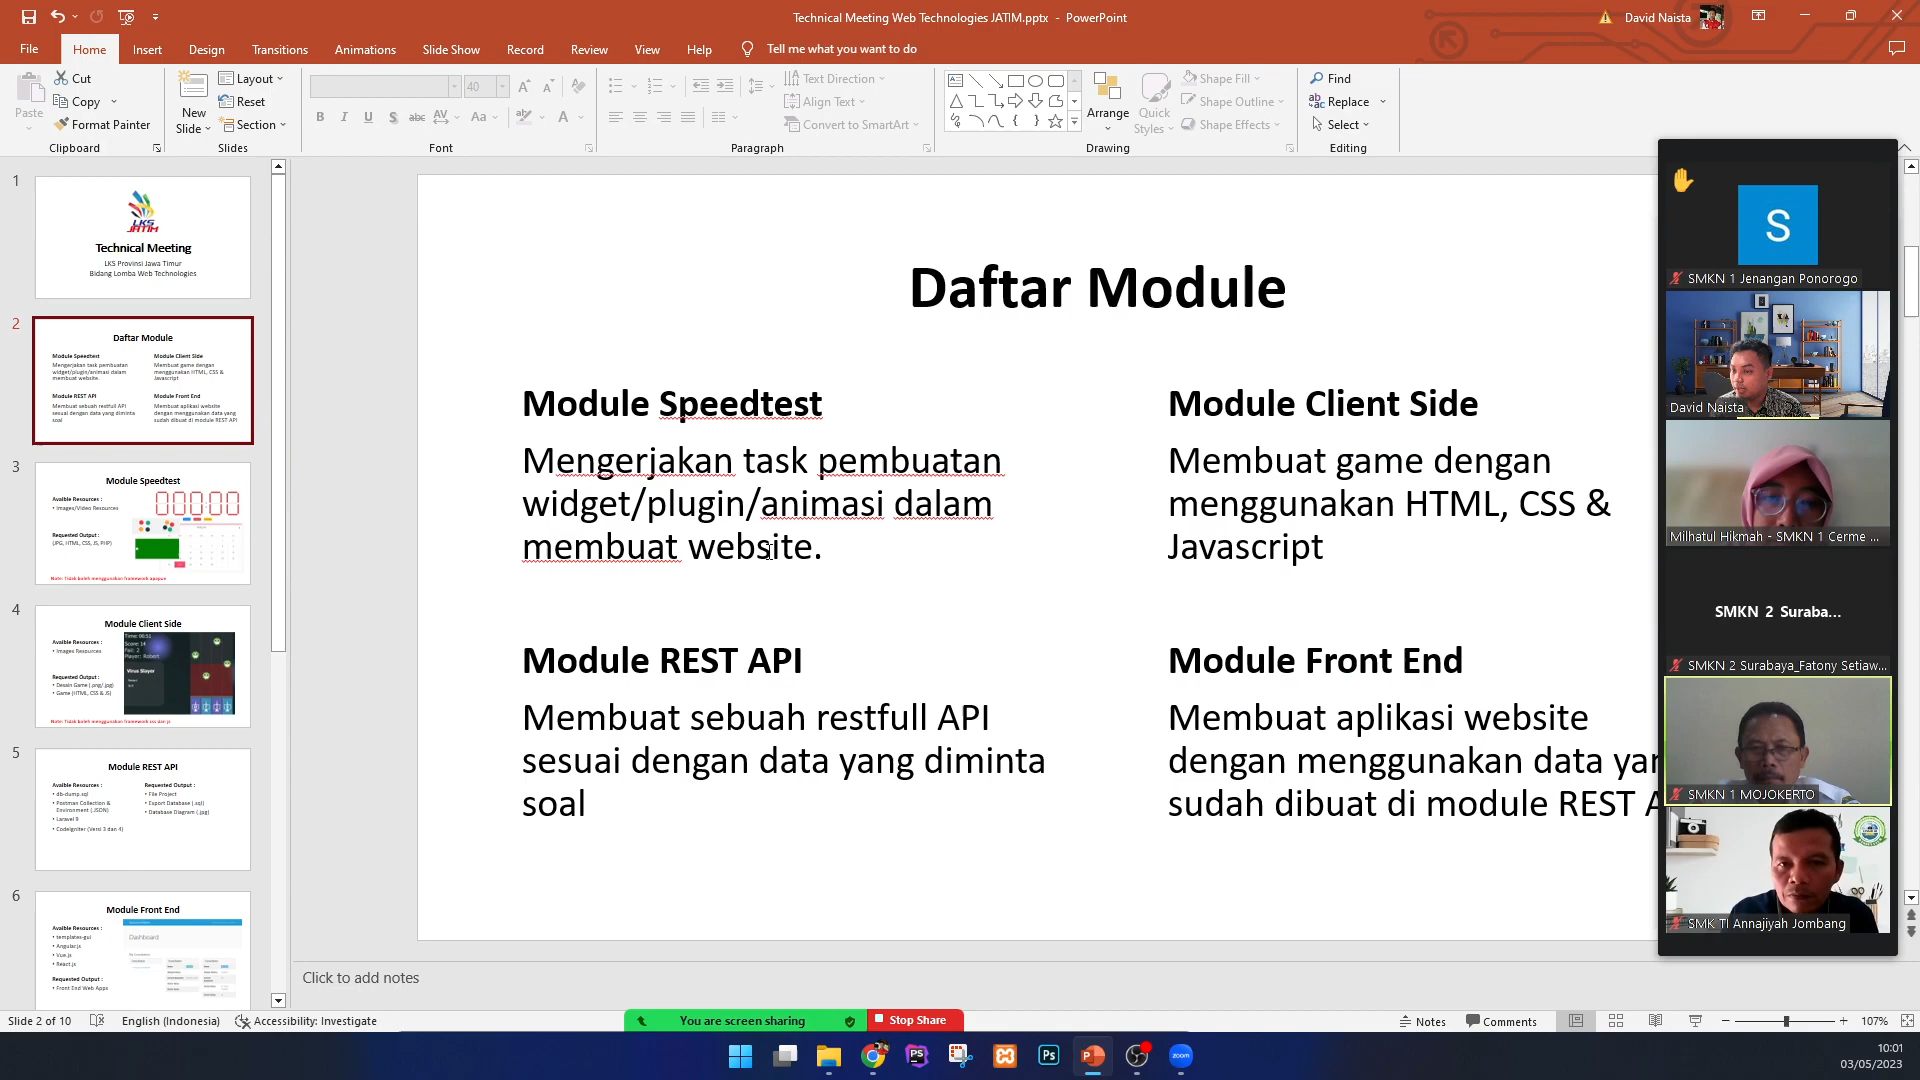 Technical Meeting Web Technologies JATIM.pptx - PowerPoint
David Naista
File Home Insert Design Transitions Animations Slide Show Record Review View Help Tell me what you want to do
Paste
Cut
Copy
Format Painter
Clipboard
New
Slide
Layout
Reset
Section
Slides
40
Font
Text Direction
Align Text
Convert to SmartArt
Paragraph
Arrange
Quick
Styles
Shape Fill
Shape Outline
Shape Effects
Drawing
Find
Replace
Select
Editing
1
LKS
JATIM
Technical Meeting
LKS Provinsi Jawa Timur
Bidang Lomba Web Technologies
2
Daftar Module
Module Speedtest
Mengerjakan task pembuatan
widget/plugin/animasi dalam
membuat website.
Module Client Side
Membuat game dengan
menggunakan HTML, CSS &
Javascript
Module REST API
Membuat sebuah restfull API
sesuai dengan data yang diminta
soal
Module Front End
Membuat aplikasi website
dengan menggunakan data yang
sudah dibuat di module REST API
3
Module Speedtest
Avaible Resources :
• Images/Video Resources
Requested Output :
(JPG, HTML, CSS, JS, PHP)
Note: Tidak boleh menggunakan framework apapun
4
Module Client Side
Avaible Resources :
• Images Resources
Requested Output :
• Desain Game (.png/.jpg)
• Game (HTML, CSS & JS)
Note: Tidak boleh menggunakan framework css dan js
5
Module REST API
Avaible Resources :
• db-dump.sql
• Postman Collection &
Environment (.JSON)
• Laravel 9
• CodeIgniter (Versi 3 dan 4)
Requested Output :
• File Project
• Export Database (.sql)
• Database Diagram (.jpg)
6
Module Front End
Avaible Resources :
• templates-gui
• Angular.js
• Vue.js
• React.js
Requested Output :
• Front End Web Apps
Dashboard
Daftar Module
Module Speedtest
Mengerjakan task pembuatan
widget/plugin/animasi dalam
membuat website.
Module Client Side
Membuat game dengan
menggunakan HTML, CSS &
Javascript
Module REST API
Membuat sebuah restfull API
sesuai dengan data yang diminta
soal
Module Front End
Membuat aplikasi website
dengan menggunakan data yan
sudah dibuat di module REST A
S
SMKN 1 Jenangan Ponorogo
David Naista
Milhatul Hikmah - SMKN 1 Cerme ...
SMKN 2 Suraba...
SMKN 2 Surabaya_Fatony Setiaw...
SMKN 1 MOJOKERTO
SMK TI Annajiyah Jombang
Click to add notes
Slide 2 of 10
English (Indonesia)
Accessibility: Investigate
You are screen sharing
Stop Share
Notes
Comments
107%
PS
Ps
P
zoom
10:01
03/05/2023